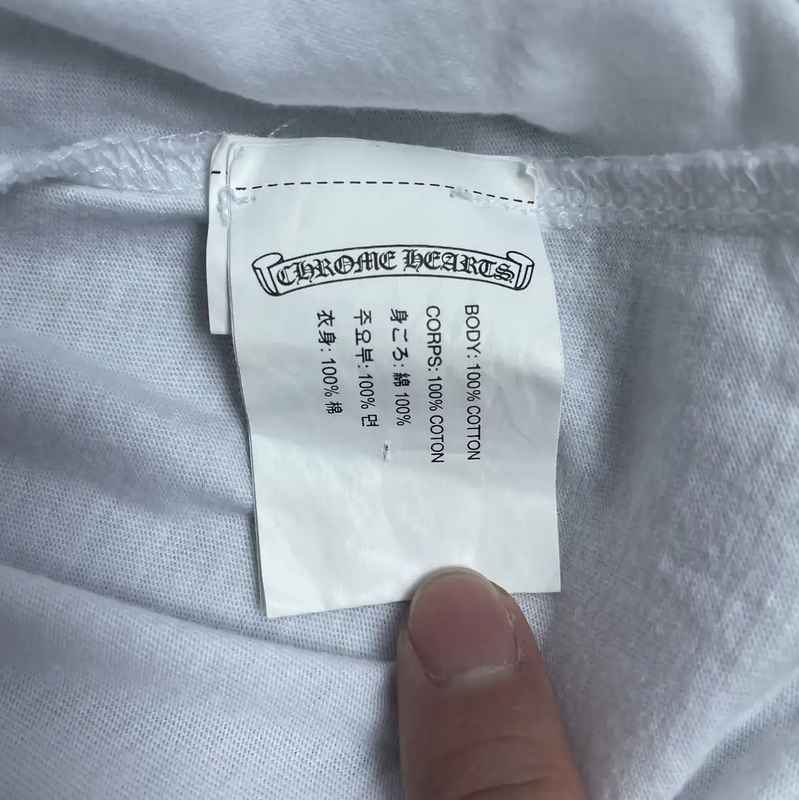 CHROME HEARTS
BODY: 100% COTTON
CORPS: 100% COTON
身ごろ: 綿 100%
주요부: 100% 면
衣身: 100% 棉